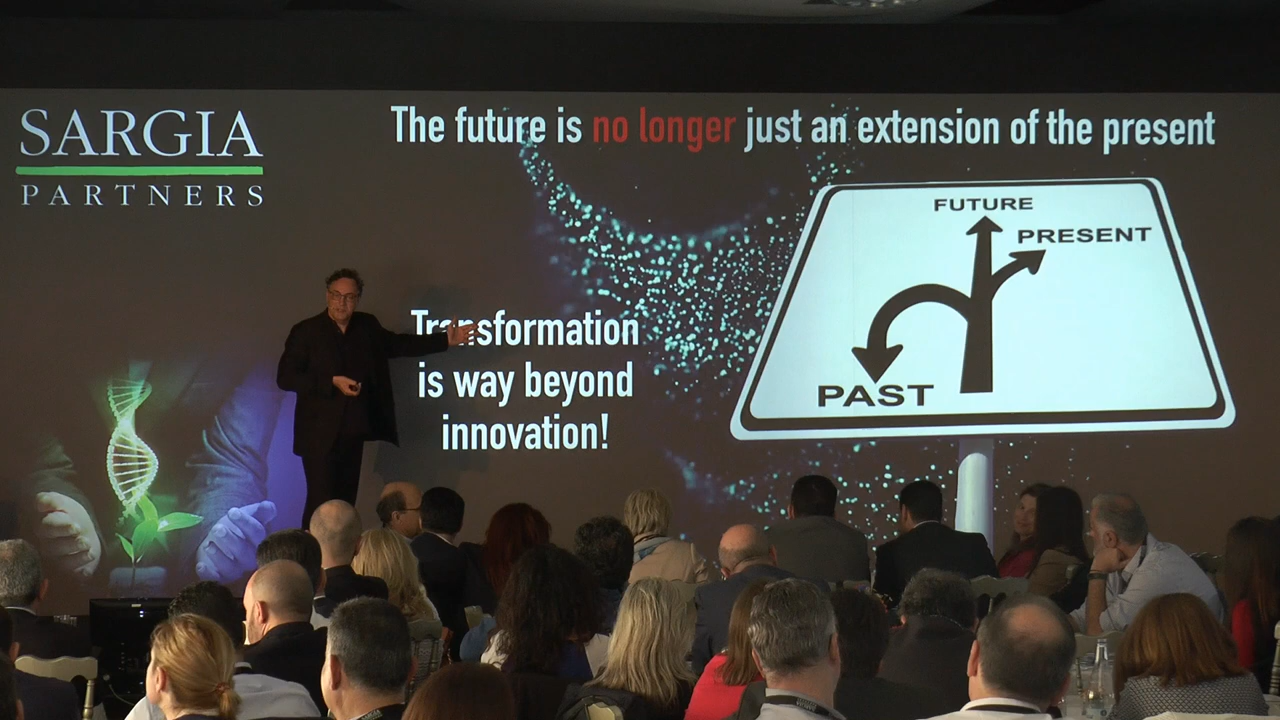 SARGIA
PARTNERS
The future is no longer just an extension of the present
FUTURE
PRESENT
PAST
Transformation
is way beyond
innovation!